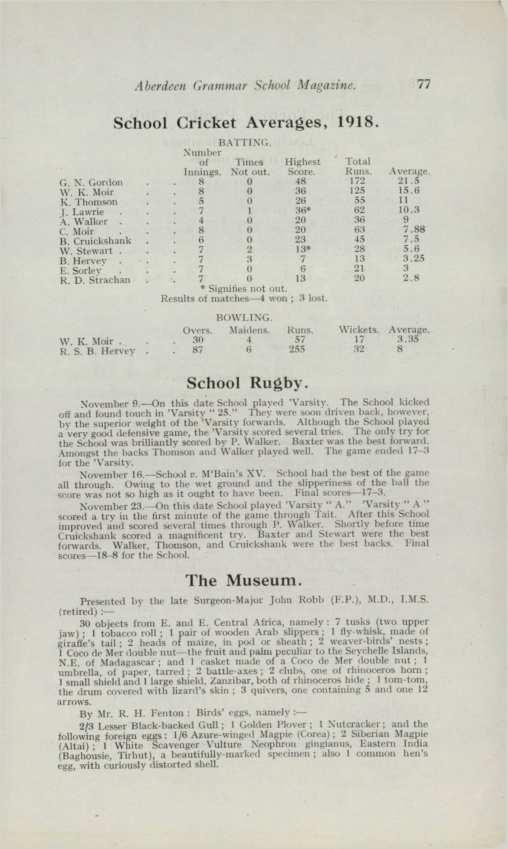 Aberdeen Grammar School Magazine. 77
School Cricket Averages, 1918.
BATTING.
Number
of Times Highest Total
Innings. Not out. Score. Runs. Average.
G. N. Gordon . . 8 0 48 172 21.5
W. K. Moir . . 8 0 36 125 15.6
K. Thomson . . 5 0 26 55 11
J. Lawrie . . . 7 1 36* 62 10.3
A. Walker . . . 4 0 20 36 9
C. Moir . . . 8 0 20 63 7.88
B. Cruickshank . . 6 0 23 45 7.5
W. Stewart . . . 7 2 13* 28 5.6
B. Hervey . . . 7 3 7 13 3.25
E. Sorley . . . 7 0 6 21 3
R. D. Strachan . . 7 0 13 20 2.8
* Signifies not out.
Results of matches—4 won ; 3 lost.
BOWLING.
Overs. Maidens. Runs. Wickets. Average.
W. K. Moir . . . 30 4 57 17 3.35
R. S. B. Hervey . . 87 6 255 32 8
School Rugby.
November 9.—On this date School played 'Varsity. The School kicked
off and found touch in 'Varsity " 25." They were soon driven back, however,
by the superior weight of the 'Varsity forwards. Although the School played
a very good defensive game, the 'Varsity scored several tries. The only try for
the School was brilliantly scored by P. Walker. Baxter was the best forward.
Amongst the backs Thomson and Walker played well. The game ended 17–3
for the 'Varsity.
November 16.—School v. M'Bain's XV. School had the best of the game
all through. Owing to the wet ground and the slipperiness of the ball the
score was not so high as it ought to have been. Final scores—17–3.
November 23.—On this date School played 'Varsity " A." 'Varsity " A "
scored a try in the first minute of the game through Tait. After this School
improved and scored several times through P. Walker. Shortly before time
Cruickshank scored a magnificent try. Baxter and Stewart were the best
forwards. Walker, Thomson, and Cruickshank were the best backs. Final
scores—18–8 for the School.
The Museum.
Presented by the late Surgeon-Major John Robb (F.P.), M.D., I.M.S.
(retired) :—
30 objects from E. and E. Central Africa, namely : 7 tusks (two upper
jaw) ; 1 tobacco roll ; 1 pair of wooden Arab slippers ; 1 fly-whisk, made of
giraffe's tail ; 2 heads of maize, in pod or sheath ; 2 weaver-birds' nests ;
1 Coco de Mer double nut—the fruit and palm peculiar to the Seychelle Islands,
N.E. of Madagascar ; and 1 casket made of a Coco de Mer double nut ; 1
umbrella, of paper, tarred ; 2 battle-axes ; 2 clubs, one of rhinoceros horn ;
1 small shield and 1 large shield, Zanzibar, both of rhinoceros hide ; 1 tom-tom,
the drum covered with lizard's skin ; 3 quivers, one containing 5 and one 12
arrows.
By Mr. R. H. Fenton : Birds' eggs, namely :—
2/3 Lesser Black-backed Gull ; 1 Golden Plover ; 1 Nutcracker ; and the
following foreign eggs : 1/6 Azure-winged Magpie (Corea) ; 2 Siberian Magpie
(Altai) ; 1 White Scavenger Vulture Neophron gingianus, Eastern India
(Baghousie, Tirhut), a beautifully-marked specimen ; also 1 common hen's
egg, with curiously distorted shell.